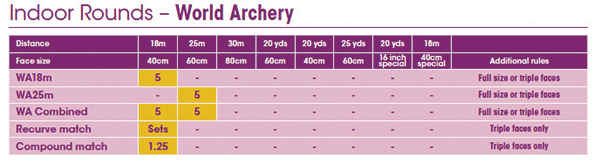 Indoor Rounds – World Archery
Distance 18m 25m 30m 20 yds 20 yds 25 yds 20 yds 18m
Face size 40cm 60cm 80cm 60cm 40cm 60cm 16 inch special 40cm special Additional rules
WA18m 5 - - - - - - - Full size or triple faces
WA25m - 5 - - - - - - Full size or triple faces
WA Combined 5 5 - - - - - - Full size or triple faces
Recurve match Sets - - - - - - - Triple faces only
Compound match 1.25 - - - - - - - Triple faces only